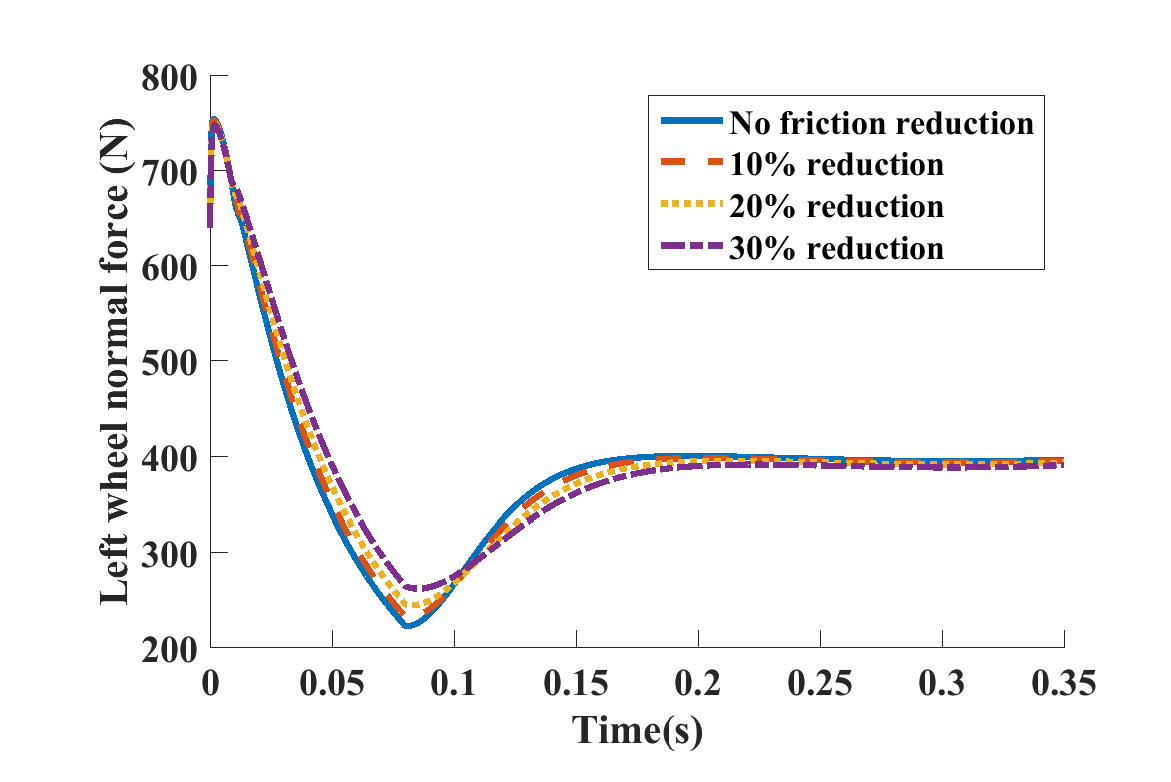 800
700
600
500
400
300
200
Left wheel normal force (N)
No friction reduction
10% reduction
20% reduction
30% reduction
0 0.05 0.1 0.15 0.2 0.25 0.3 0.35
Time(s)